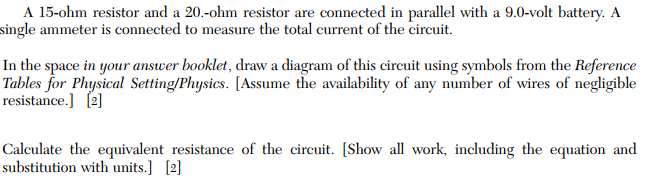 A 15-ohm resistor and a 20.-ohm resistor are connected in parallel with a 9.0-volt battery. A
single ammeter is connected to measure the total current of the circuit.
In the space in your answer booklet, draw a diagram of this circuit using symbols from the Reference
Tables for Physical Setting/Physics. [Assume the availability of any number of wires of negligible
resistance.] [2]
Calculate the equivalent resistance of the circuit. [Show all work, including the equation and
substitution with units.] [2]